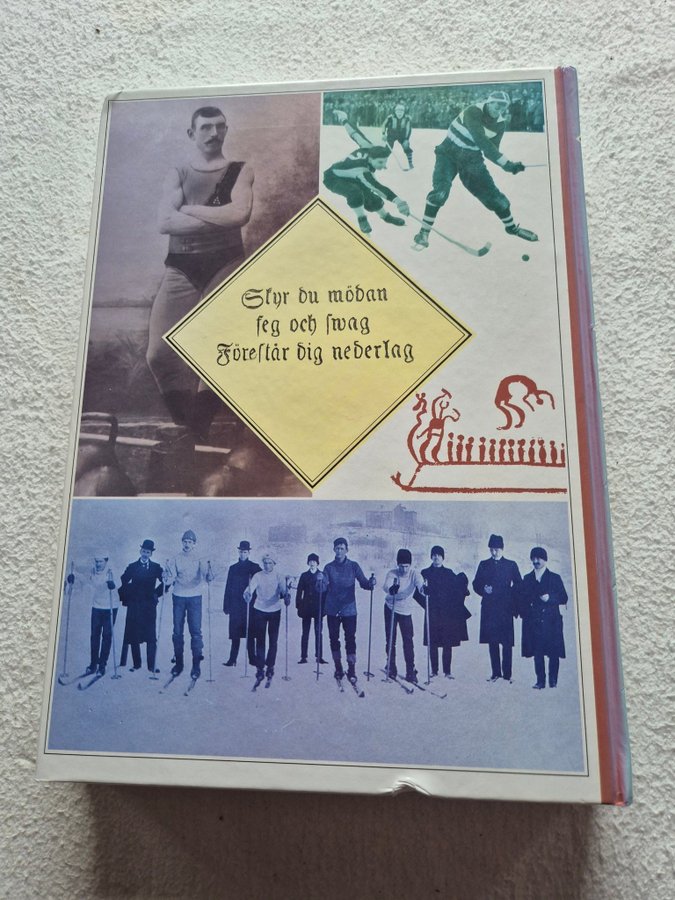 Skyr du mödan
feg och swag
Förestår dig nederlag